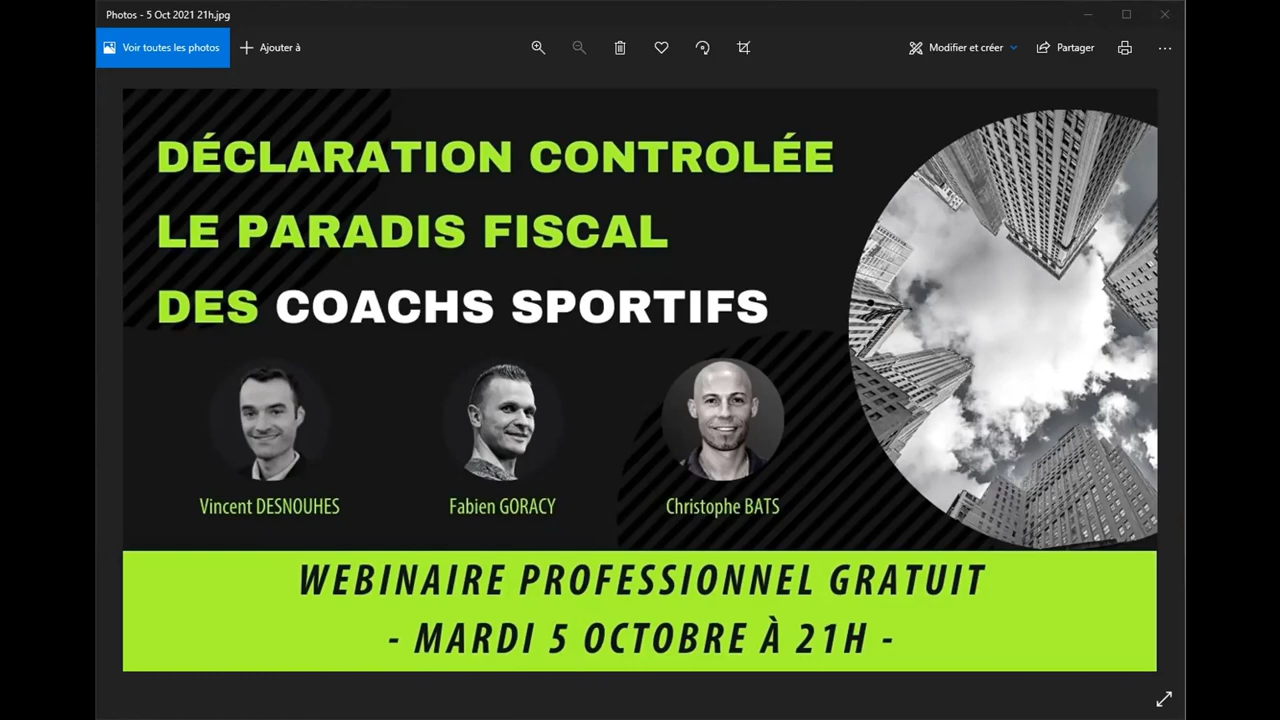 Photos - 5 Oct 2021 21h.jpg
Voir toutes les photos
Ajouter à
Modifier et créer
Partager
DÉCLARATION CONTROLÉE
LE PARADIS FISCAL
DES COACHS SPORTIFS
Vincent DESNOUHES
Fabien GORACY
Christophe BATS
WEBINAIRE PROFESSIONNEL GRATUIT
- MARDI 5 OCTOBRE À 21H -